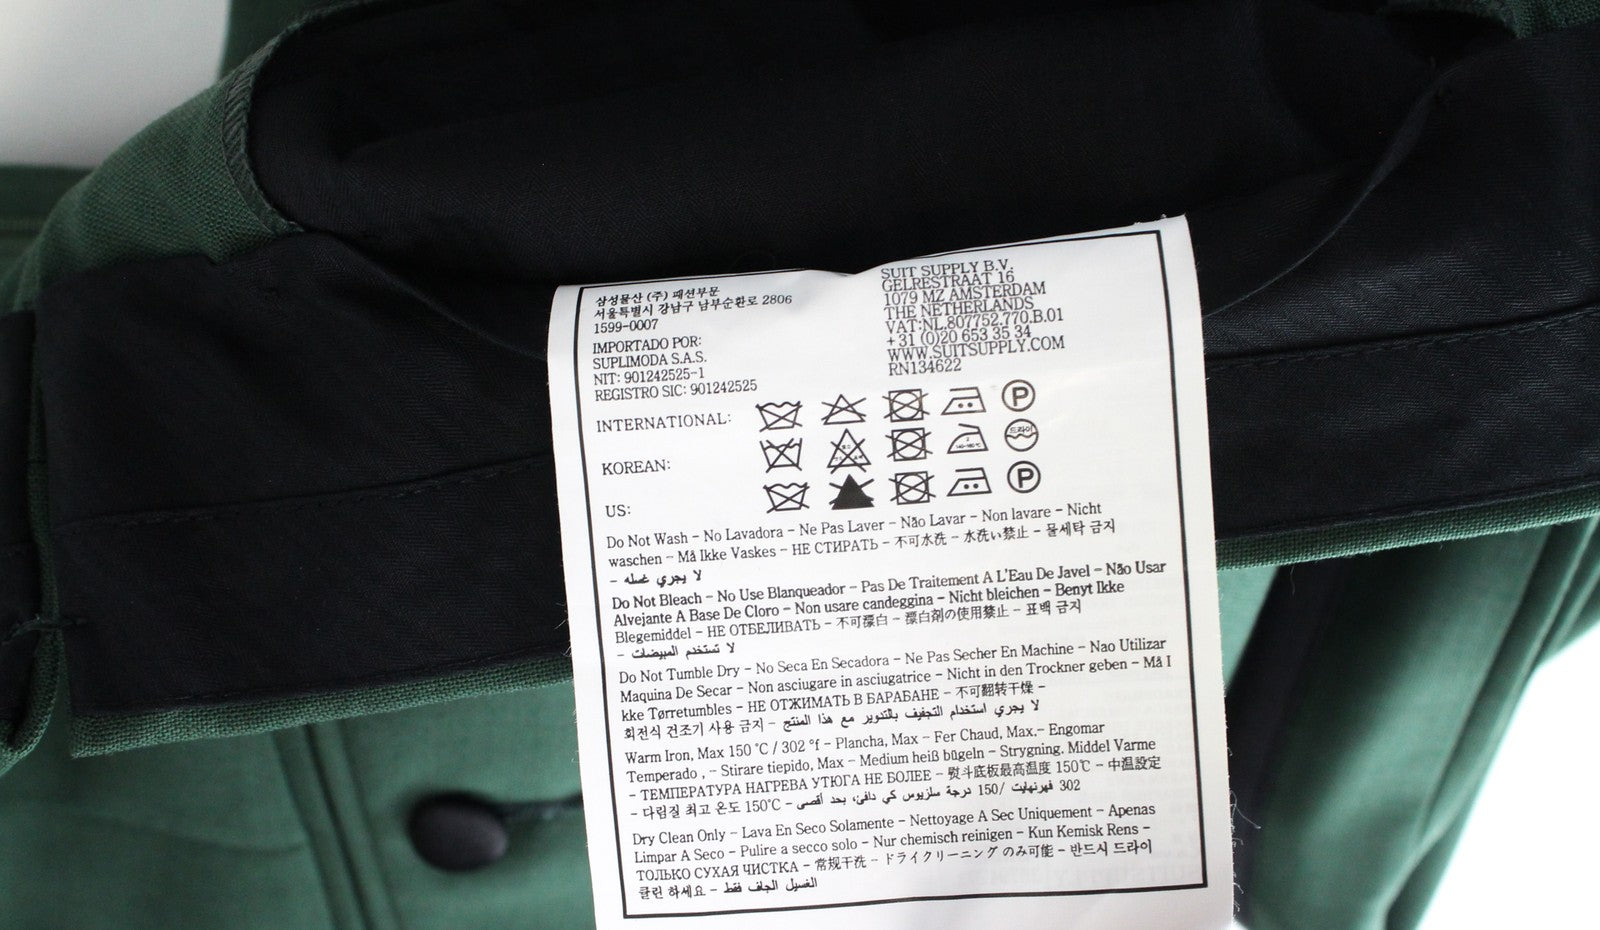 삼성물산 (주) 패션부문
서울특별시 강남구 남부순환로 2806
1599-0007
IMPORTADO POR:
SUPLIMODA S.A.S.
NIT: 901242525-1
REGISTRO SIC: 901242525
SUIT SUPPLY B.V.
GELRESTRAAT 16
1079 MZ AMSTERDAM
THE NETHERLANDS
VAT:NL.807752.770.B.01
+ 31 (0)20 653 35 34
WWW.SUITSUPPLY.COM
RN134622
INTERNATIONAL:
P
KOREAN:
드라이
US:
P
Do Not Wash - No Lavadora - Ne Pas Laver - Não Lavar - Non lavare - Nicht
waschen - Må Ikke Vaskes - НЕ СТИРАТЬ - 不可水洗 - 水洗い禁止 - 물세탁 금지
- لا يجري غسله
Do Not Bleach - No Use Blanqueador - Pas De Traitement A L'Eau De Javel - Não Usar
Alvejante A Base De Cloro - Non usare candeggina - Nicht bleichen - Benyt Ikke
Blegemiddel - НЕ ОТБЕЛИВАТЬ - 不可漂白 - 漂白剤の使用禁止 - 표백 금지
- لا تستخدم المبيضات
Do Not Tumble Dry - No Seca En Secadora - Ne Pas Secher En Machine - Nao Utilizar
Maquina De Secar - Non asciugare in asciugatrice - Nicht in den Trockner geben - Må I
kke Tørretumbles - НЕ ОТЖИМАТЬ В БАРАБАНЕ - 不可翻转干燥 -
회전식 건조기 사용 금지 - لا يجري استخدام التجفيف بالتدوير مع هذا المنتج
Warm Iron, Max 150 °C / 302 °f - Plancha, Max - Fer Chaud, Max.- Engomar
Temperado , - Stirare tiepido, Max - Medium heiß bügeln - Strygning. Middel Varme
- ТЕМПЕРАТУРА НАГРЕВА УТЮГА НЕ БОЛЕЕ - 熨斗底板最高温度 150℃ - 中温設定
- 다림질 최고 온도 150℃ - 302 فهرنهايت /150 درجة سلزيوس كي دافئ، بحد أقصى
Dry Clean Only - Lava En Seco Solamente - Nettoyage A Sec Uniquement - Apenas
Limpar A Seco - Pulire a secco solo - Nur chemisch reinigen - Kun Kemisk Rens -
ТОЛЬКО СУХАЯ ЧИСТКА - 常规干洗 - ドライクリーニング のみ可能 - 반드시 드라이
클린 하세요 - الغسيل الجاف فقط